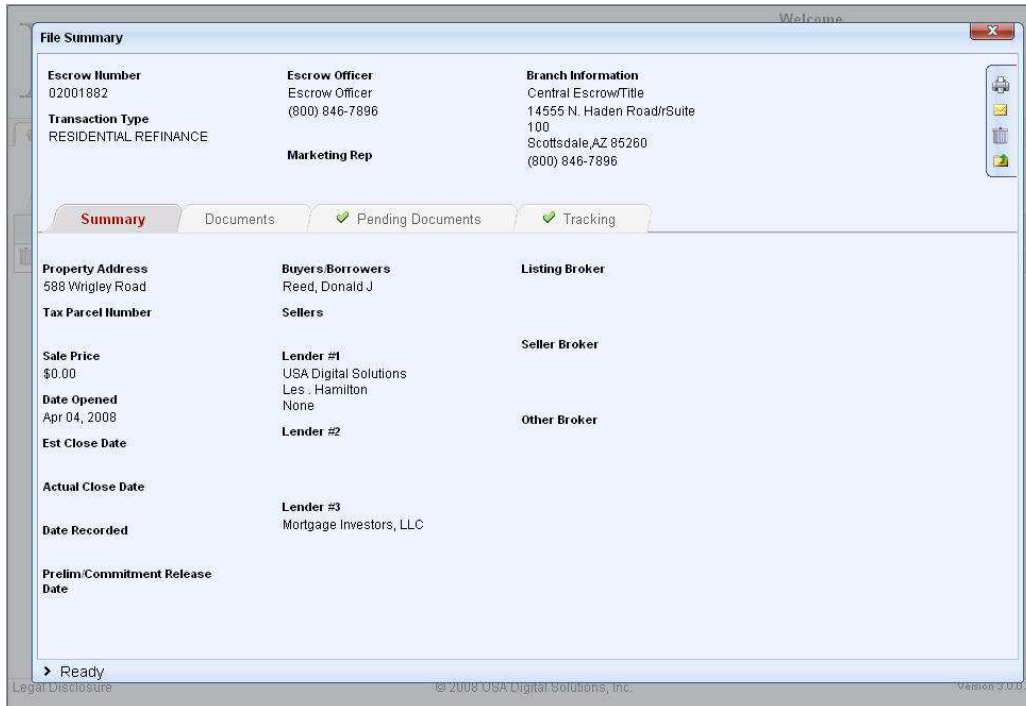 Welcome
File Summary
Escrow Number
02001882
Transaction Type
RESIDENTIAL REFINANCE
Escrow Officer
Escrow Officer
(800) 846-7896
Marketing Rep
Branch Information
Central Escrow/Title
14555 N. Haden Road/rSuite
100
Scottsdale,AZ 85260
(800) 846-7896
Summary
Documents
Pending Documents
Tracking
Property Address
588 Wrigley Road
Tax Parcel Number
Sale Price
$0.00
Date Opened
Apr 04, 2008
Est Close Date
Actual Close Date
Date Recorded
Prelim/Commitment Release
Date
Buyers/Borrowers
Reed, Donald J
Sellers
Lender #1
USA Digital Solutions
Les . Hamilton
None
Lender #2
Lender #3
Mortgage Investors, LLC
Listing Broker
Seller Broker
Other Broker
Ready
Legal Disclosure
© 2008 USA Digital Solutions, Inc.
Version 3.0.0